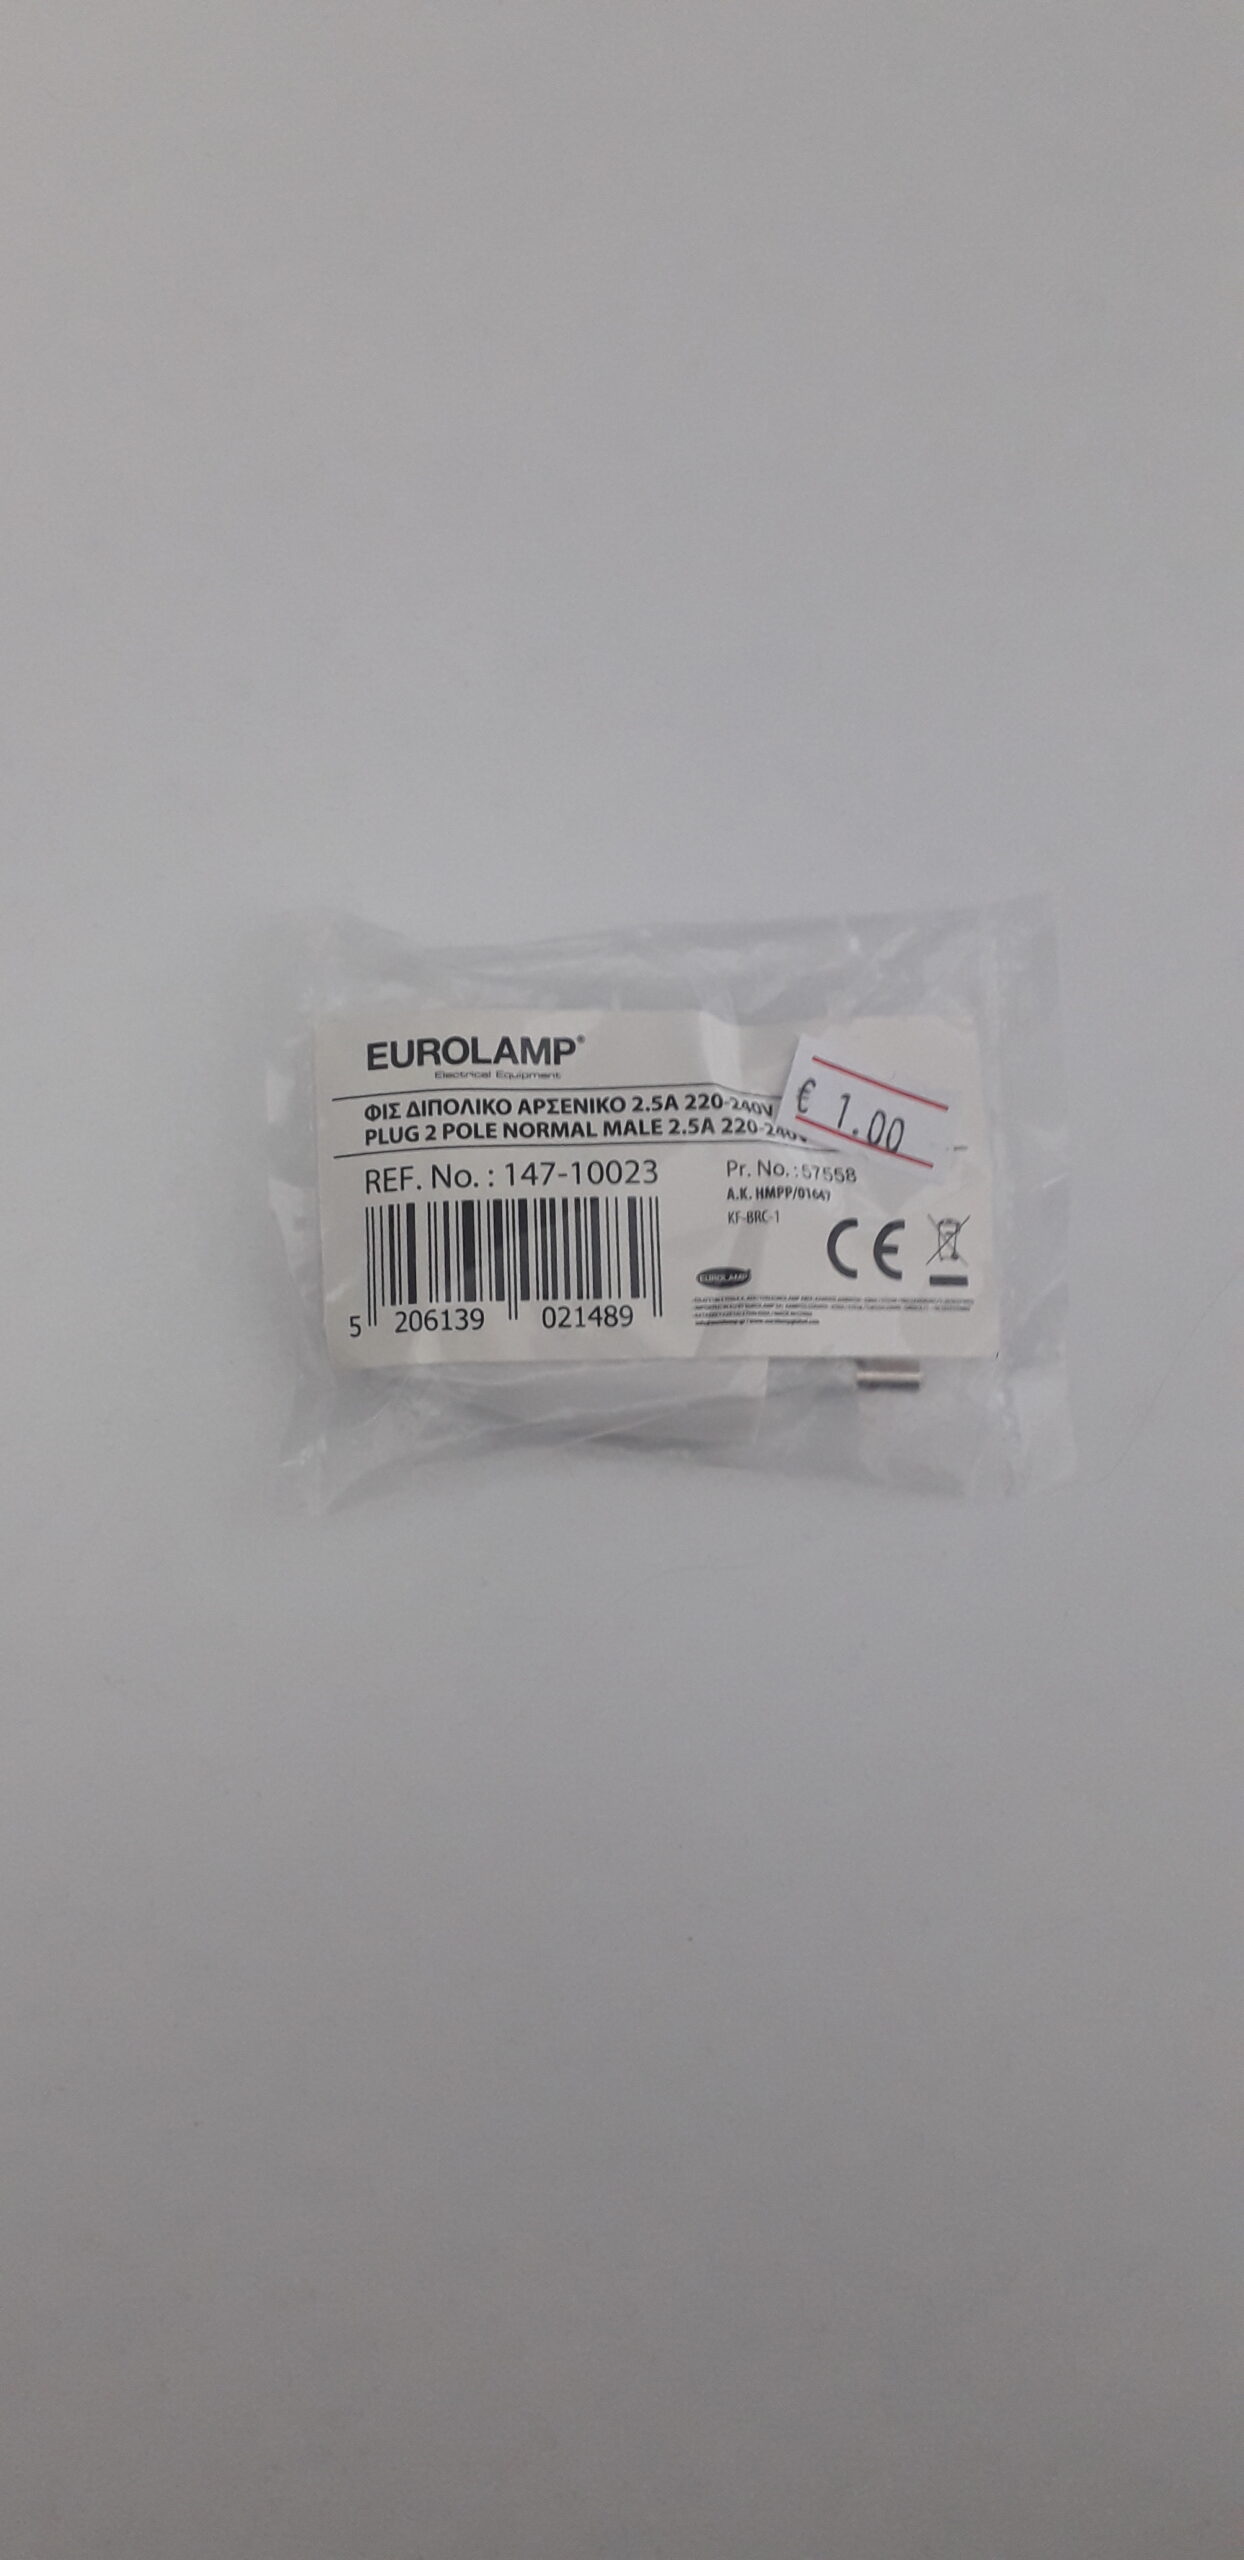 EUROLAMP®
Electrical Equipment
ΦΙΣ ΔΙΠΟΛΙΚΟ ΑΡΣΕΝΙΚΟ 2.5A 220-240V
PLUG 2 POLE NORMAL MALE 2.5A 220-240V
€ 1.00
REF. No. : 147-10023
Pr. No. : 57558
A.K. HMPP/01647
KF-BRC-1
CE
EUROLAMP
5 206139 021489